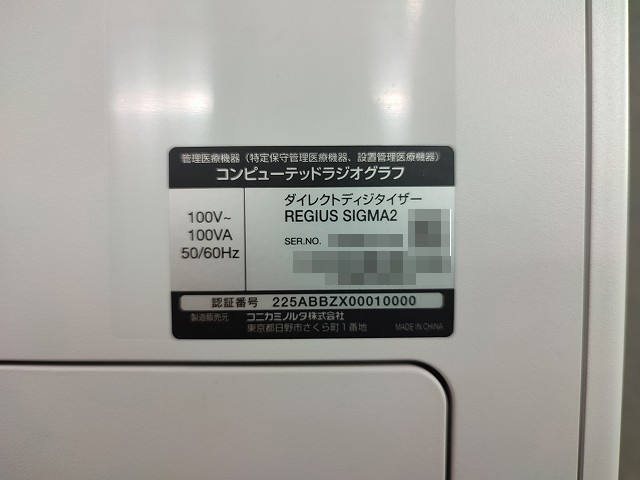 管理医療機器（特定保守管理医療機器、設置管理医療機器）
コンピューテッドラジオグラフ
100V~
100VA
50/60Hz
ダイレクトディジタイザー
REGIUS SIGMA2
SER.NO.
認証番号 225ABBZX00010000
製造販売元 コニカミノルタ株式会社
東京都日野市さくら町1番地
MADE IN CHINA